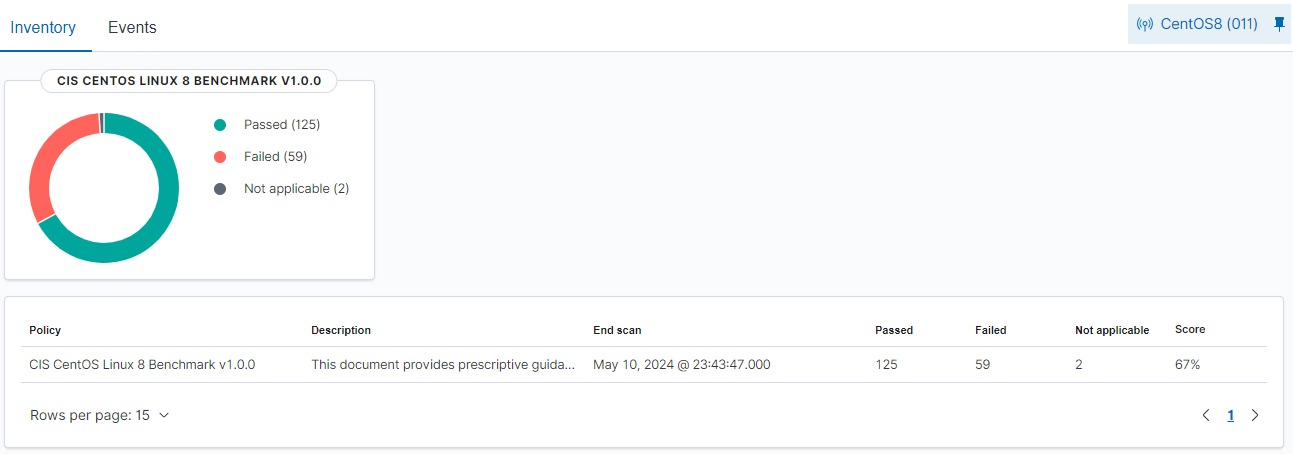 Inventory Events CentOS8 (011)
CIS CENTOS LINUX 8 BENCHMARK V1.0.0
Passed (125)
Failed (59)
Not applicable (2)
Policy Description End scan Passed Failed Not applicable Score
CIS CentOS Linux 8 Benchmark v1.0.0 This document provides prescriptive guida... May 10, 2024 @ 23:43:47.000 125 59 2 67%
Rows per page: 15 1